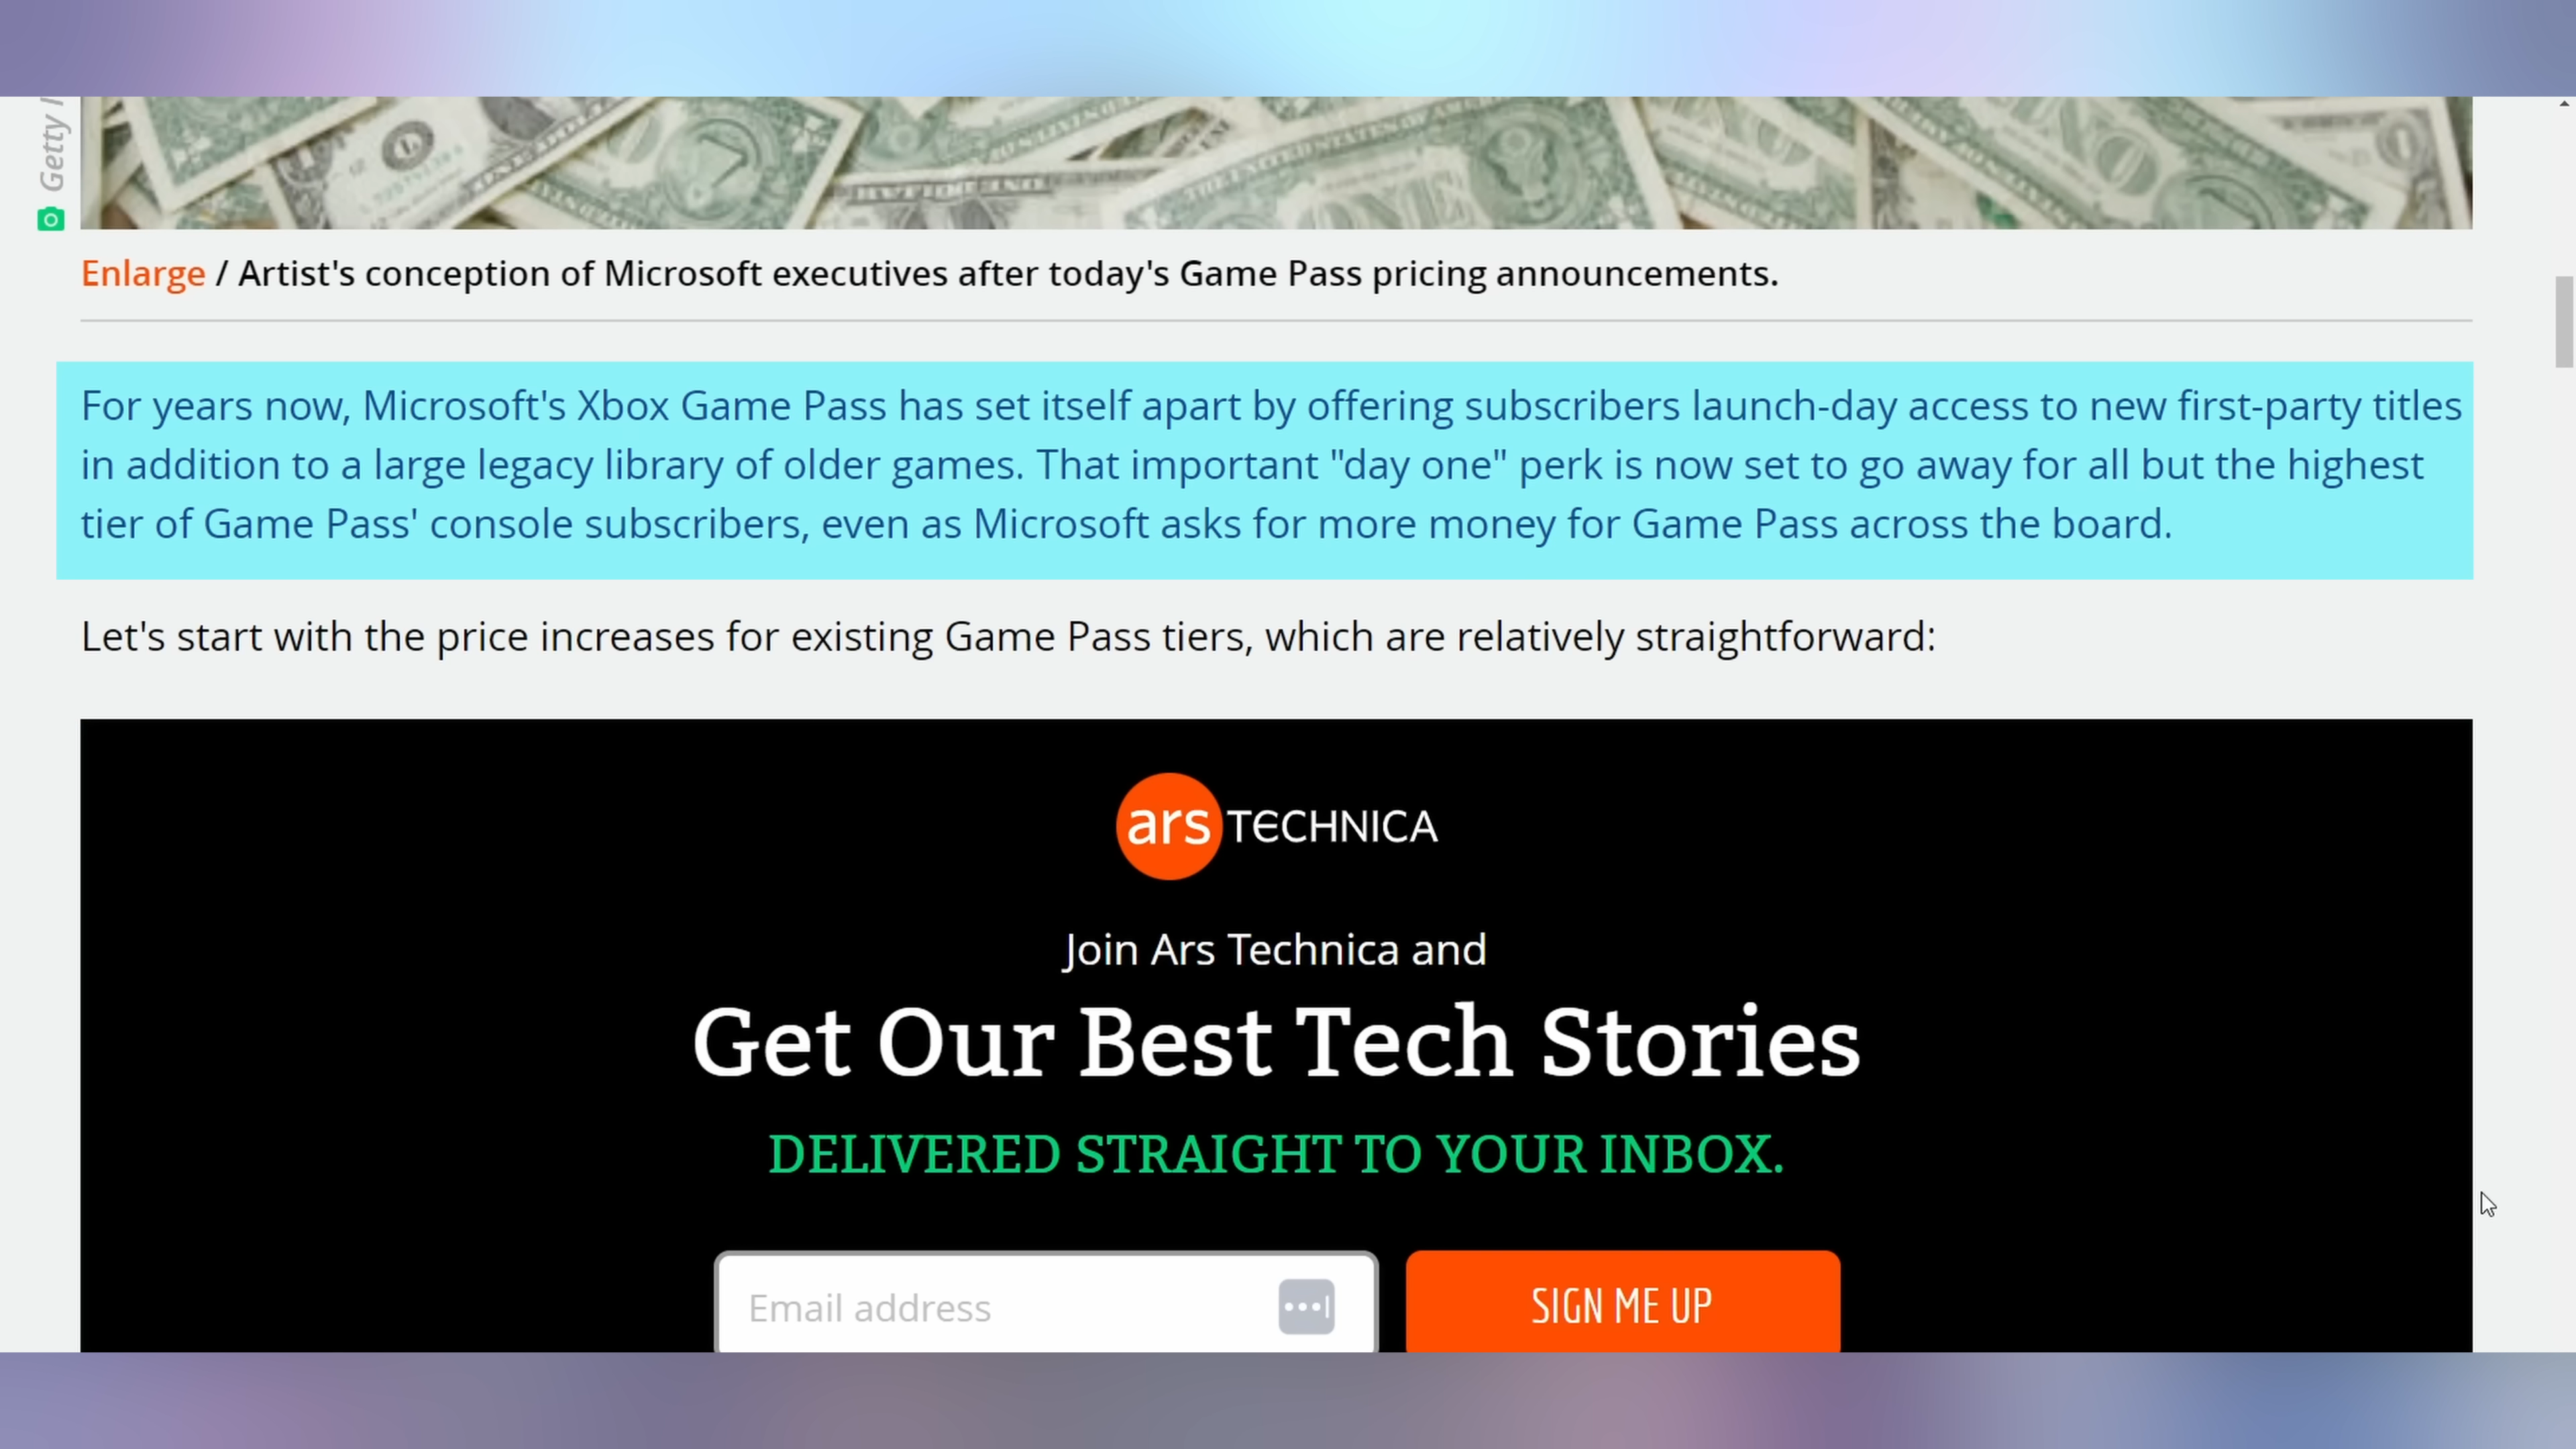 Getty
Enlarge / Artist's conception of Microsoft executives after today's Game Pass pricing announcements.
For years now, Microsoft's Xbox Game Pass has set itself apart by offering subscribers launch-day access to new first-party titles
in addition to a large legacy library of older games. That important "day one" perk is now set to go away for all but the highest
tier of Game Pass' console subscribers, even as Microsoft asks for more money for Game Pass across the board.
Let's start with the price increases for existing Game Pass tiers, which are relatively straightforward:
ars TECHNICA
Join Ars Technica and
Get Our Best Tech Stories
DELIVERED STRAIGHT TO YOUR INBOX.
Email address
SIGN ME UP